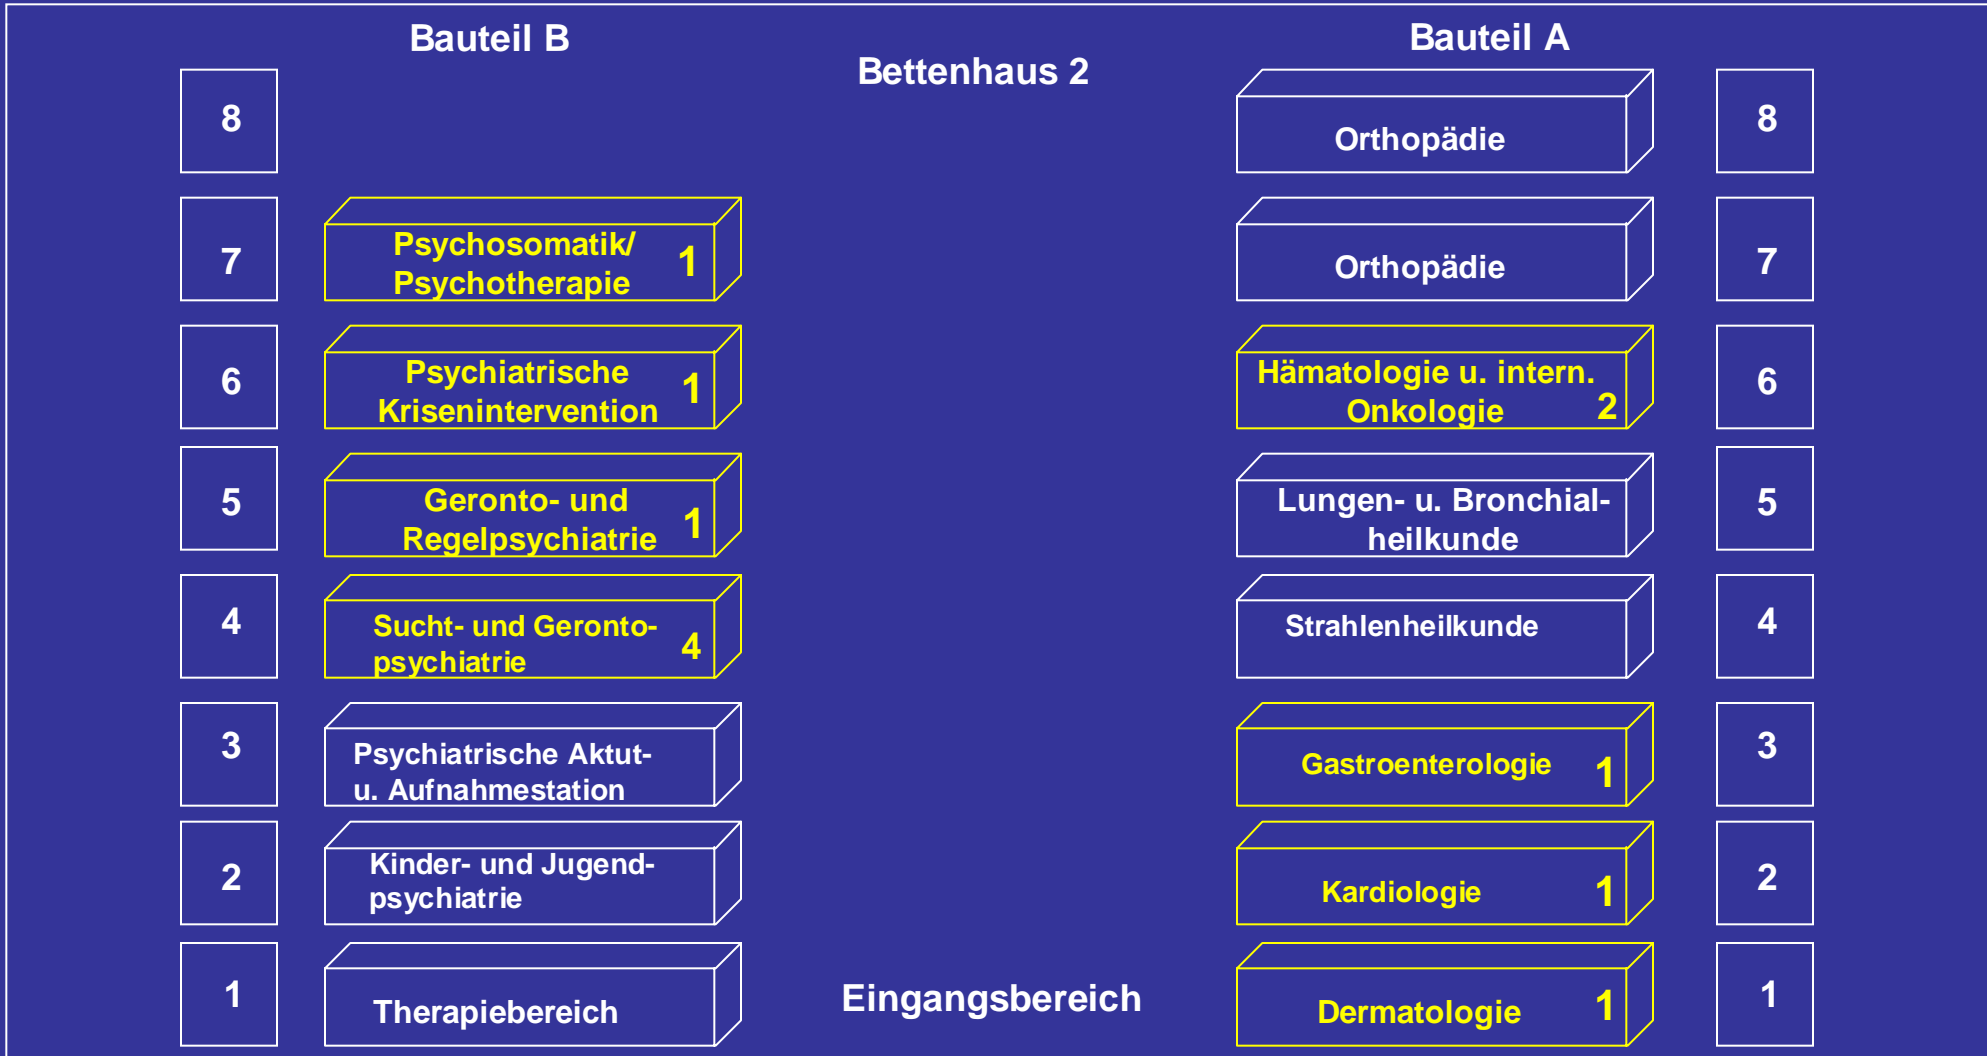 Bauteil B
Bauteil A
Bettenhaus 2
8
Orthopädie
8
7
Psychosomatik/
Psychotherapie
1
Orthopädie
7
6
Psychiatrische
Krisenintervention
1
Hämatologie u. intern.
Onkologie
2
6
5
Geronto- und
Regelpsychiatrie
1
Lungen- u. Bronchial-
heilkunde
5
4
Sucht- und Geronto-
psychiatrie
4
Strahlenheilkunde
4
3
Psychiatrische Aktut-
u. Aufnahmestation
Gastroenterologie
1
3
2
Kinder- und Jugend-
psychiatrie
Kardiologie
1
2
1
Therapiebereich
Eingangsbereich
Dermatologie
1
1